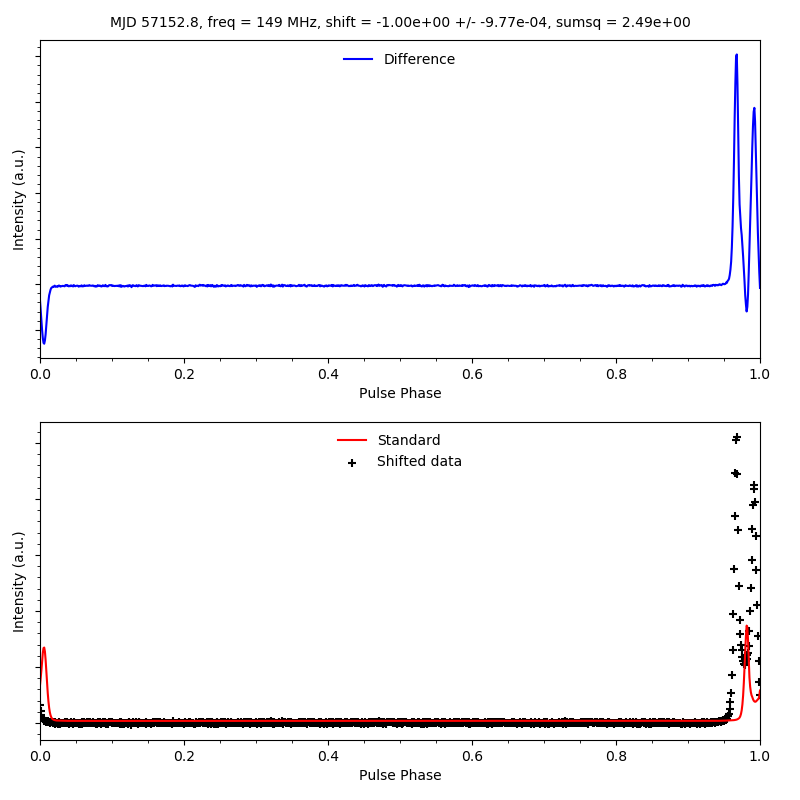 MJD 57152.8, freq = 149 MHz, shift = -1.00e+00 +/- -9.77e-04, sumsq = 2.49e+00
Difference
Intensity (a.u.)
0.0 0.2 0.4 0.6 0.8 1.0
Pulse Phase
Standard
Shifted data
Intensity (a.u.)
0.0 0.2 0.4 0.6 0.8 1.0
Pulse Phase